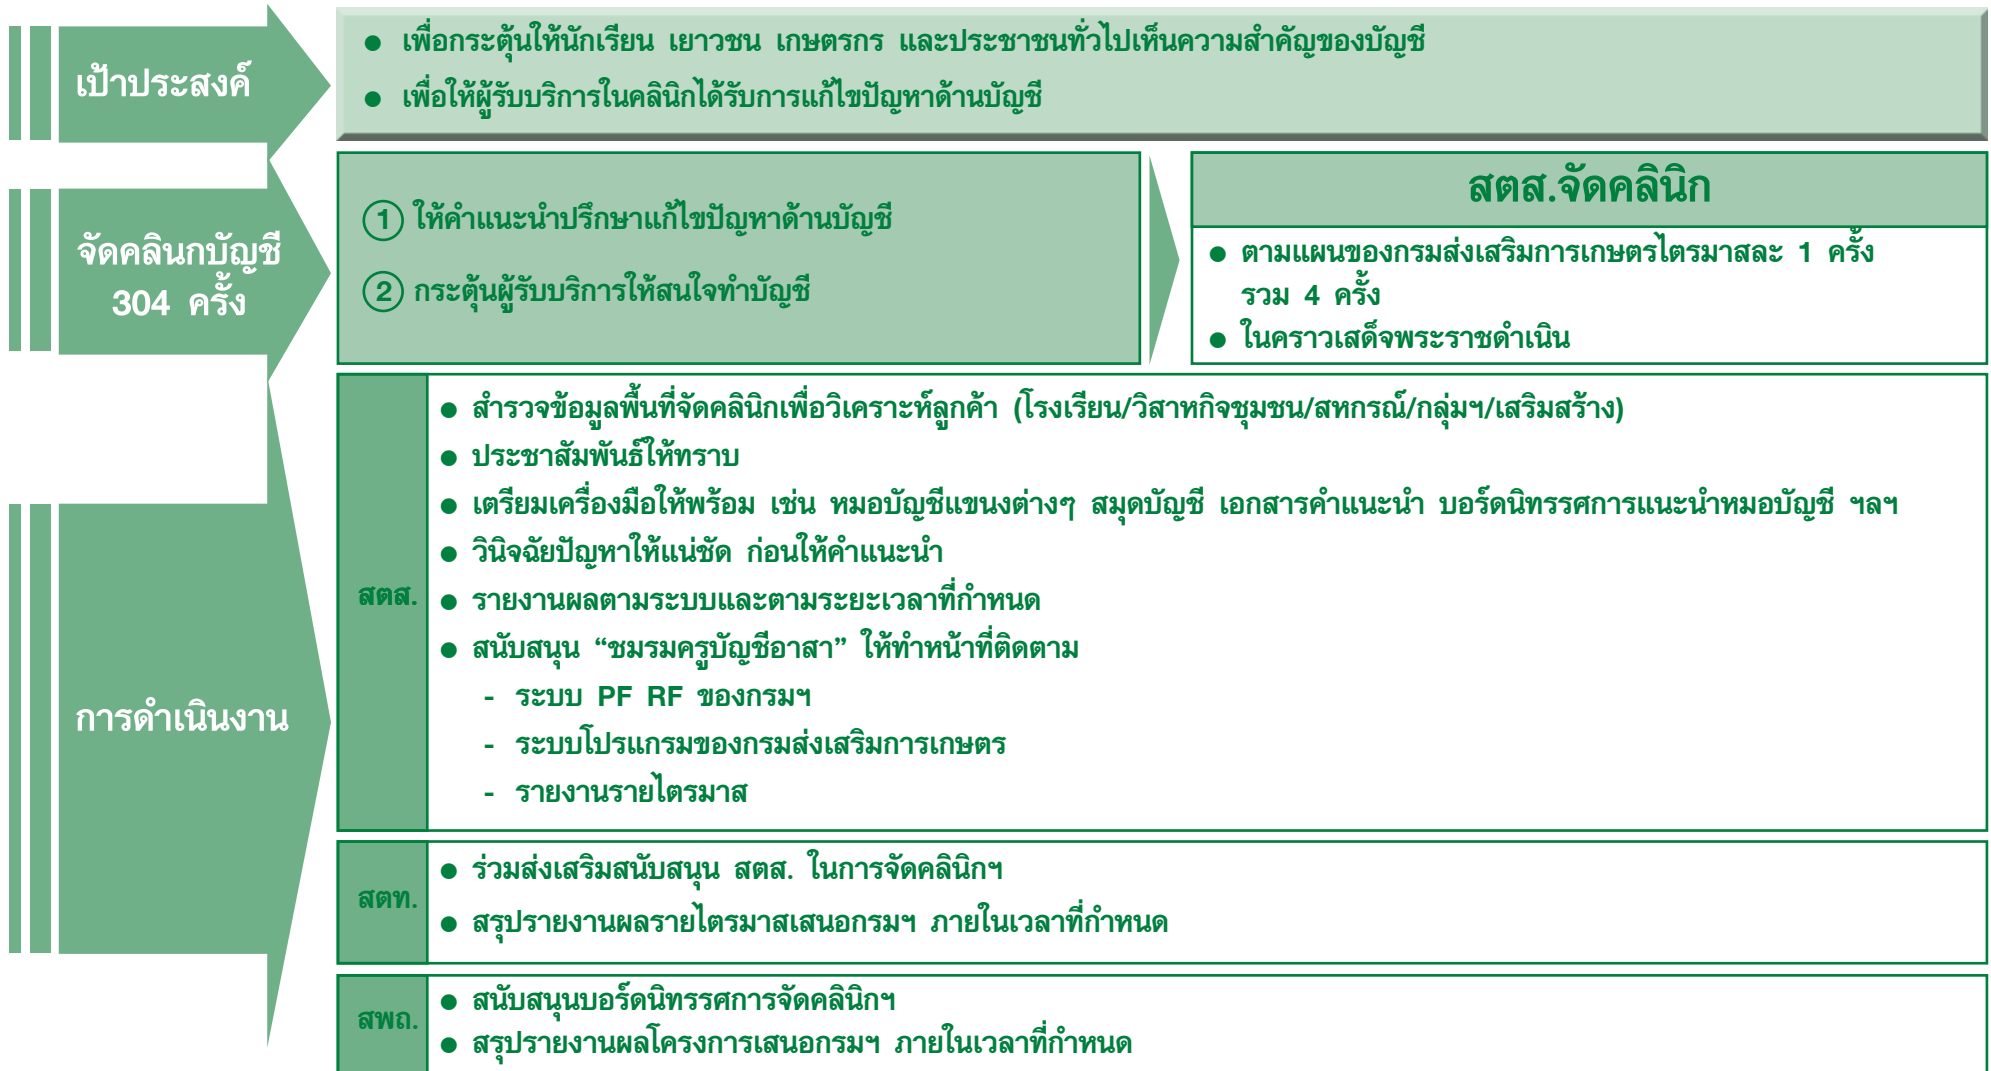 เป้าประสงค์
● เพื่อกระตุ้นให้นักเรียน เยาวชน เกษตรกร และประชาชนทั่วไปเห็นความสำคัญของบัญชี
● เพื่อให้ผู้รับบริการในคลินิกได้รับการแก้ไขปัญหาด้านบัญชี
จัดคลินกบัญชี
304 ครั้ง
① ให้คำแนะนำปรึกษาแก้ไขปัญหาด้านบัญชี
② กระตุ้นผู้รับบริการให้สนใจทำบัญชี
สตส.จัดคลินิก
● ตามแผนของกรมส่งเสริมการเกษตรไตรมาสละ 1 ครั้ง
รวม 4 ครั้ง
● ในคราวเสด็จพระราชดำเนิน
การดำเนินงาน
สตส.
● สำรวจข้อมูลพื้นที่จัดคลินิกเพื่อวิเคราะห์ลูกค้า (โรงเรียน/วิสาหกิจชุมชน/สหกรณ์/กลุ่มฯ/เสริมสร้าง)
● ประชาสัมพันธ์ให้ทราบ
● เตรียมเครื่องมือให้พร้อม เช่น หมอบัญชีแขนงต่างๆ สมุดบัญชี เอกสารคำแนะนำ บอร์ดนิทรรศการแนะนำหมอบัญชี ฯลฯ
● วินิจฉัยปัญหาให้แน่ชัด ก่อนให้คำแนะนำ
● รายงานผลตามระบบและตามระยะเวลาที่กำหนด
● สนับสนุน “ชมรมครูบัญชีอาสา” ให้ทำหน้าที่ติดตาม
- ระบบ PF RF ของกรมฯ
- ระบบโปรแกรมของกรมส่งเสริมการเกษตร
- รายงานรายไตรมาส
สตท.
● ร่วมส่งเสริมสนับสนุน สตส. ในการจัดคลินิกฯ
● สรุปรายงานผลรายไตรมาสเสนอกรมฯ ภายในเวลาที่กำหนด
สพถ.
● สนับสนุนบอร์ดนิทรรศการจัดคลินิกฯ
● สรุปรายงานผลโครงการเสนอกรมฯ ภายในเวลาที่กำหนด